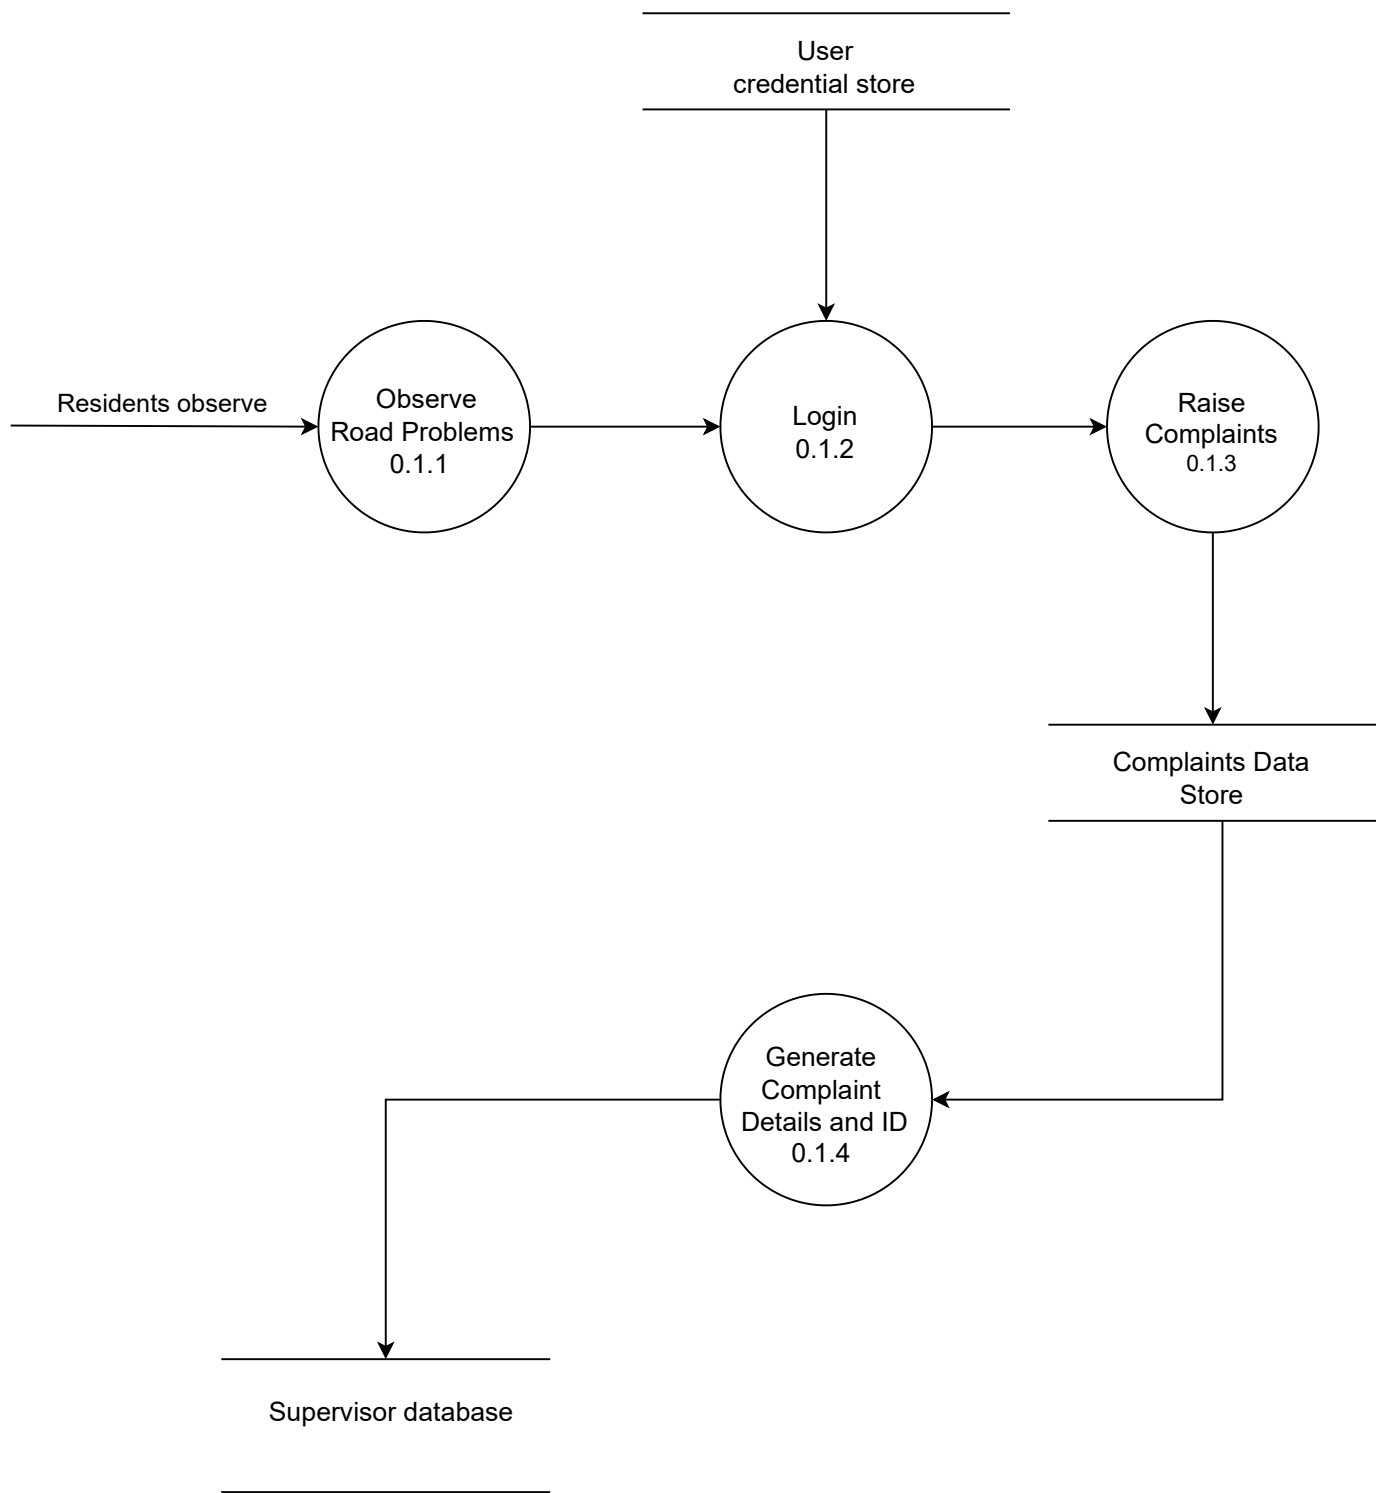 User
credential store
Residents observe
Observe
Road Problems
0.1.1
Login
0.1.2
Raise
Complaints
0.1.3
Complaints Data
Store
Generate
Complaint
Details and ID
0.1.4
Supervisor database